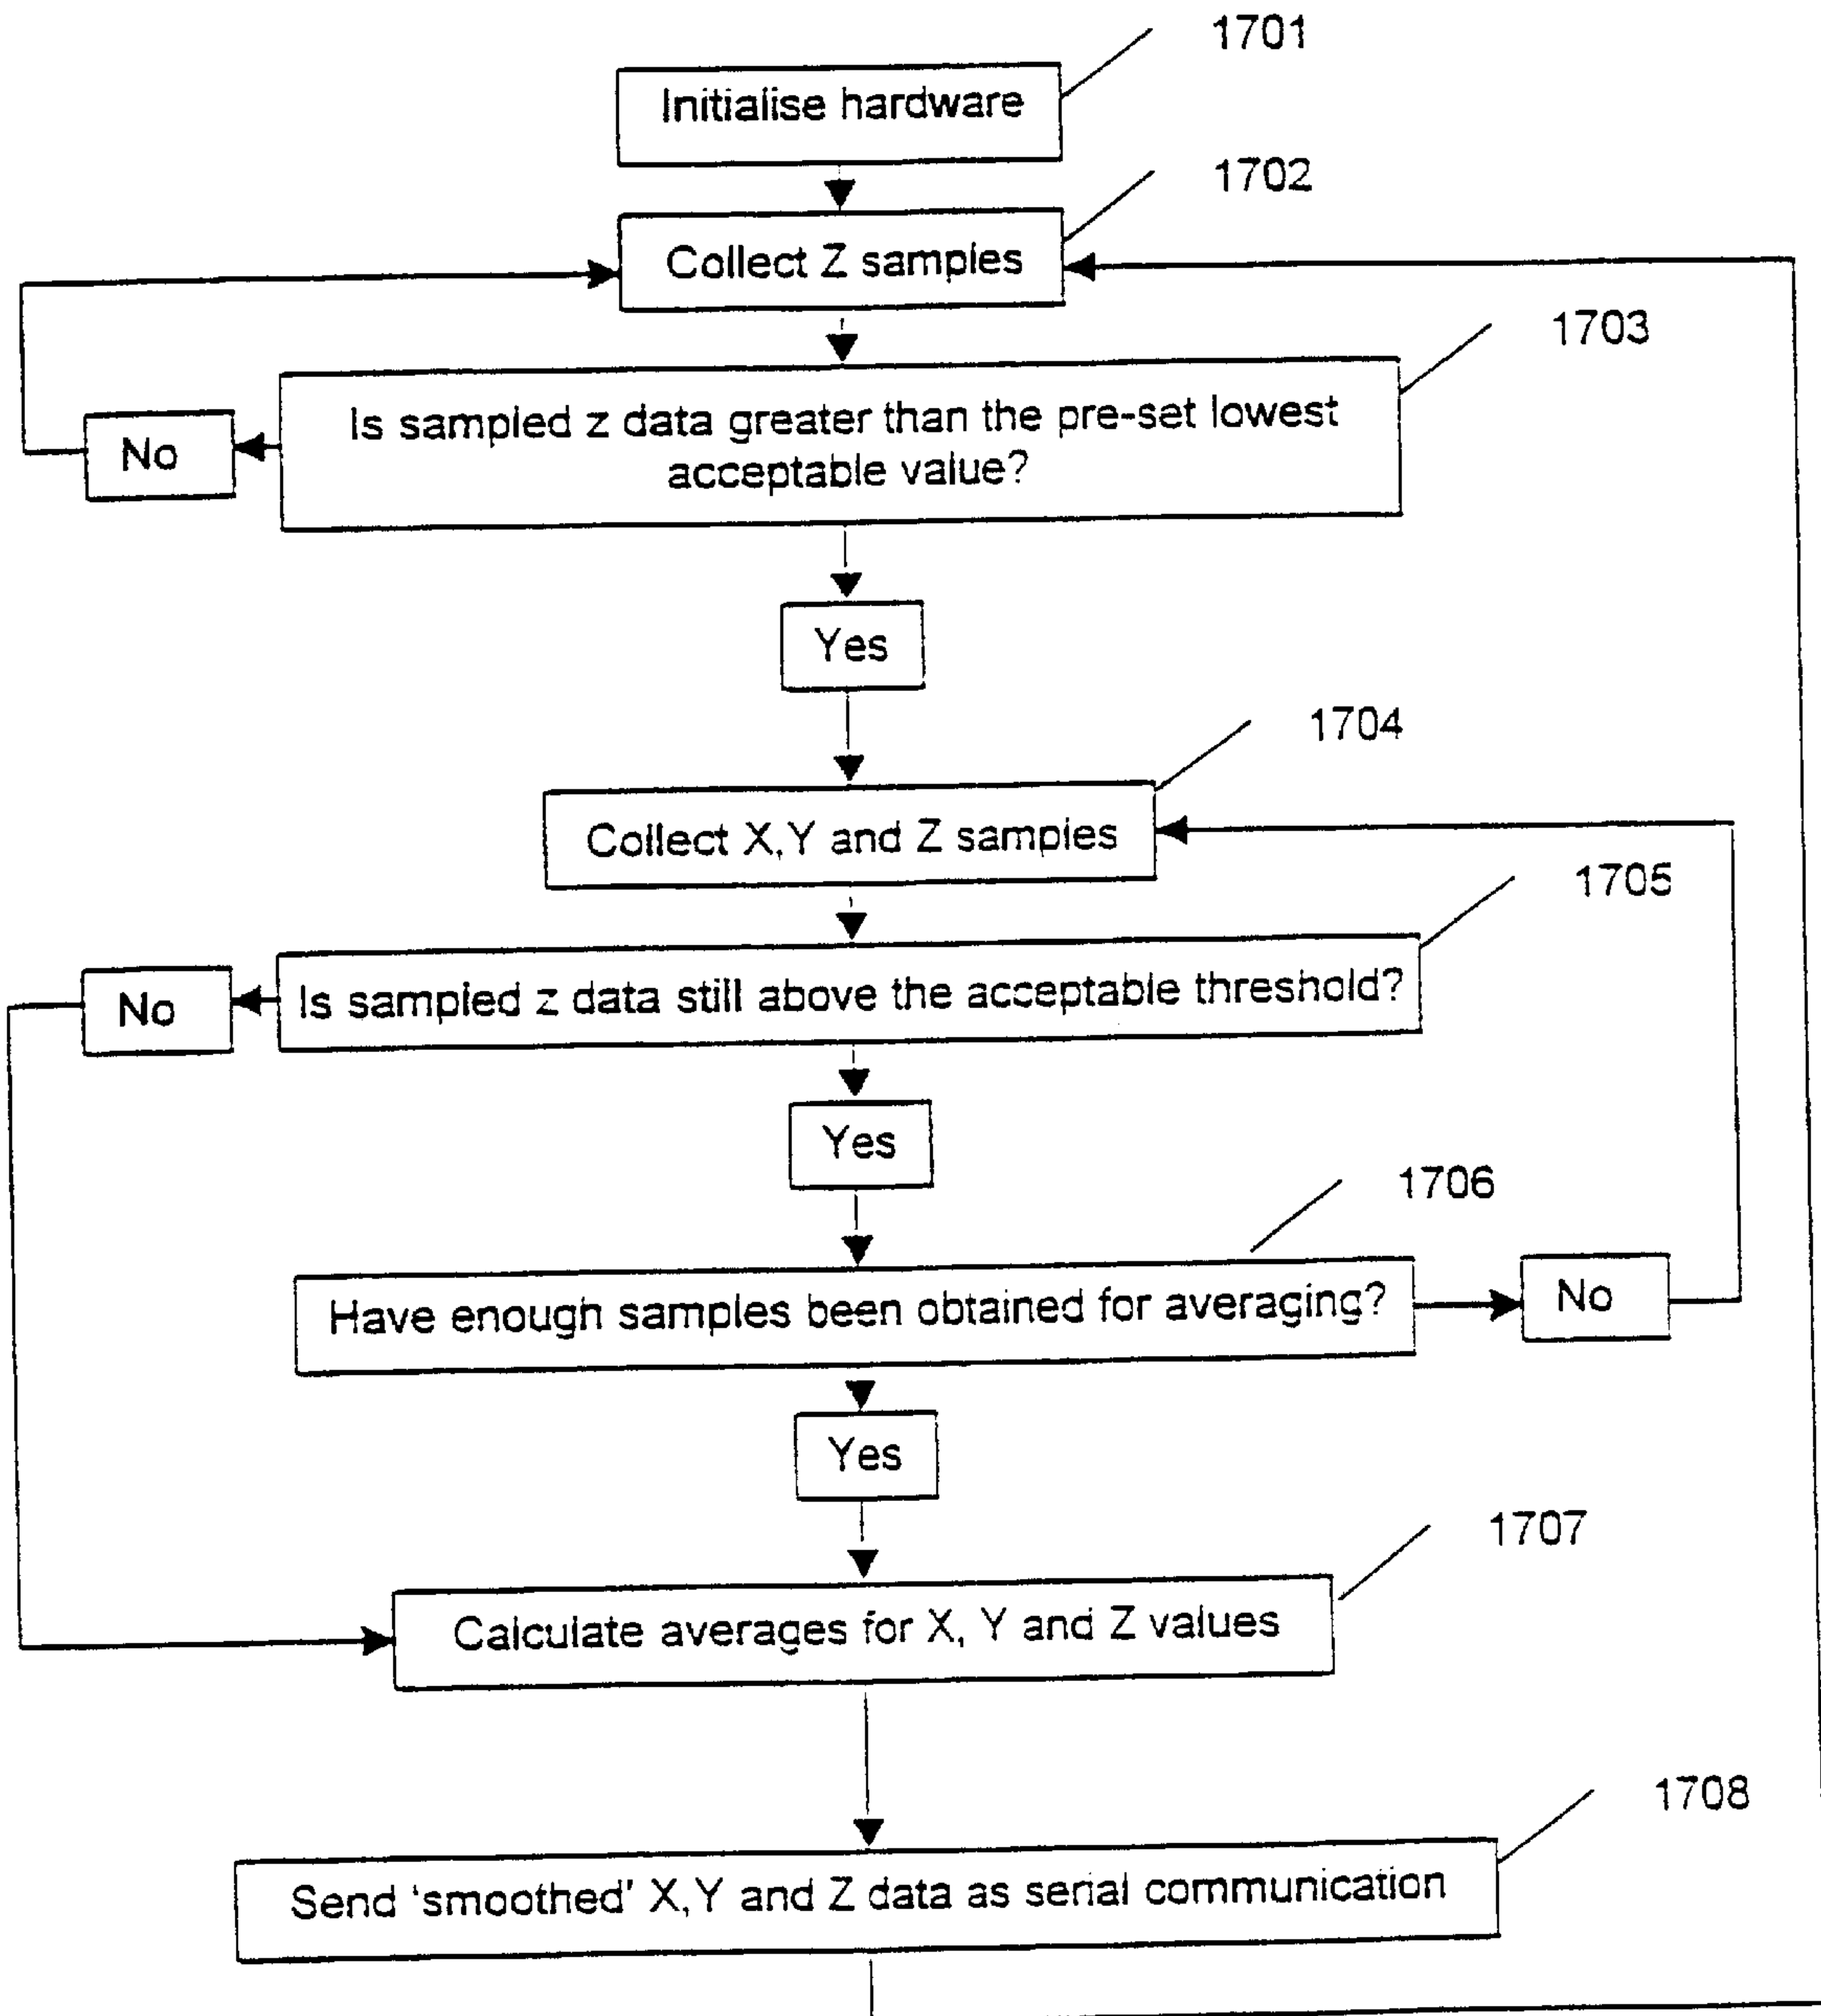 1701
Initialise hardware
1702
Collect Z samples
1703
Is sampled z data greater than the pre-set lowest
acceptable value?
No
Yes
1704
Collect X,Y and Z samples
1705
Is sampled z data still above the acceptable threshold?
No
Yes
1706
Have enough samples been obtained for averaging?
No
Yes
1707
Calculate averages for X, Y and Z values
1708
Send ‘smoothed’ X,Y and Z data as serial communication